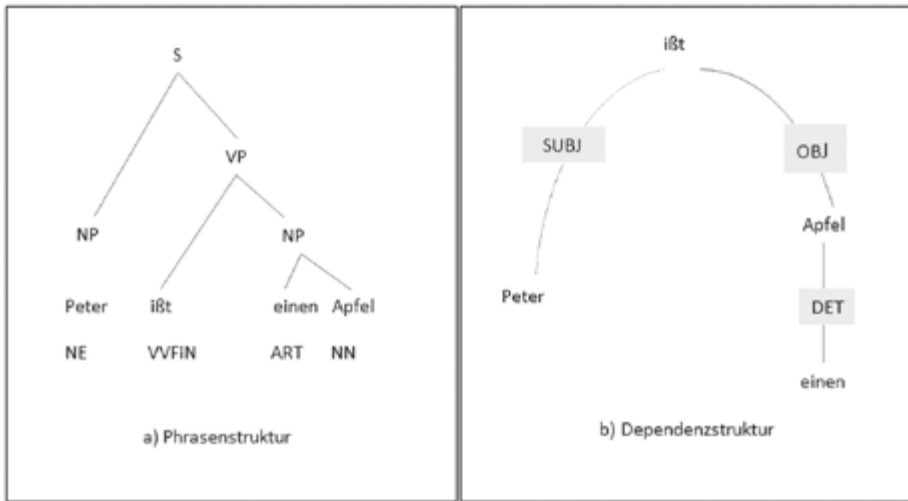 S
VP
NP
NP
Peter ißt einen Apfel
NE VVFIN ART NN
a) Phrasenstruktur
ißt
SUBJ
OBJ
Apfel
Peter
DET
einen
b) Dependenzstruktur